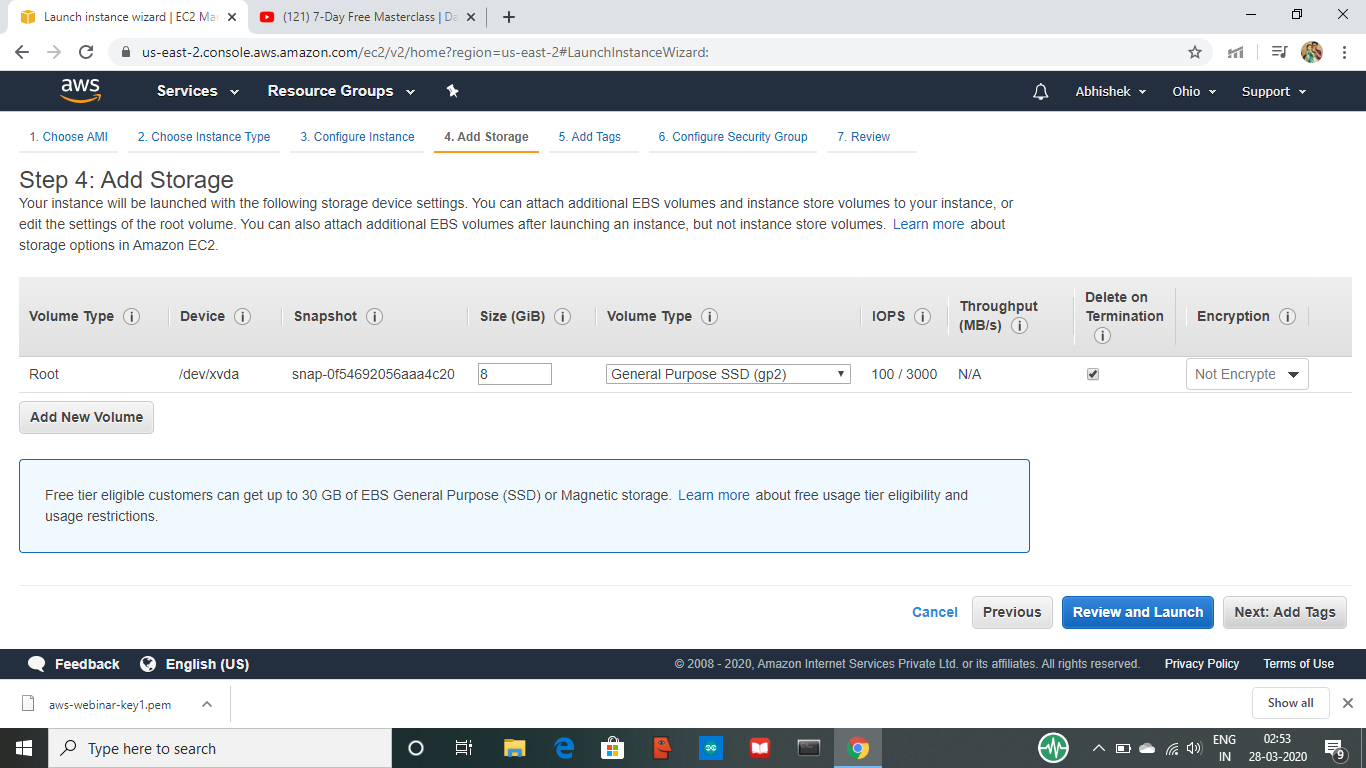 Launch instance wizard | EC2 Ma
(121) 7-Day Free Masterclass | Da
us-east-2.console.aws.amazon.com/ec2/v2/home?region=us-east-2#LaunchInstanceWizard:
aws
Services
Resource Groups
Abhishek
Ohio
Support
1. Choose AMI
2. Choose Instance Type
3. Configure Instance
4. Add Storage
5. Add Tags
6. Configure Security Group
7. Review
Step 4: Add Storage
Your instance will be launched with the following storage device settings. You can attach additional EBS volumes and instance store volumes to your instance, or
edit the settings of the root volume. You can also attach additional EBS volumes after launching an instance, but not instance store volumes. Learn more about
storage options in Amazon EC2.
Volume Type
Device
Snapshot
Size (GiB)
Volume Type
IOPS
Throughput
(MB/s)
Delete on
Termination
Encryption
Root
/dev/xvda
snap-0f54692056aaa4c20
8
General Purpose SSD (gp2)
100 / 3000
N/A
Not Encrypte
Add New Volume
Free tier eligible customers can get up to 30 GB of EBS General Purpose (SSD) or Magnetic storage. Learn more about free usage tier eligibility and
usage restrictions.
Cancel
Previous
Review and Launch
Next: Add Tags
Feedback
English (US)
© 2008 - 2020, Amazon Internet Services Private Ltd. or its affiliates. All rights reserved.
Privacy Policy
Terms of Use
aws-webinar-key1.pem
Show all
Type here to search
ENG
IN
02:53
28-03-2020
9